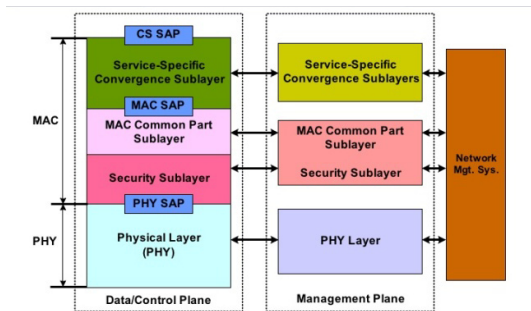 CS SAP
Service-Specific
Convergence Sublayer
MAC SAP
MAC Common Part
Sublayer
Security Sublayer
PHY SAP
Physical Layer
(PHY)
Data/Control Plane
MAC
PHY
Service-Specific
Convergence Sublayers
MAC Common Part
Sublayer
Security Sublayer
PHY Layer
Management Plane
Network
Mgt. Sys.